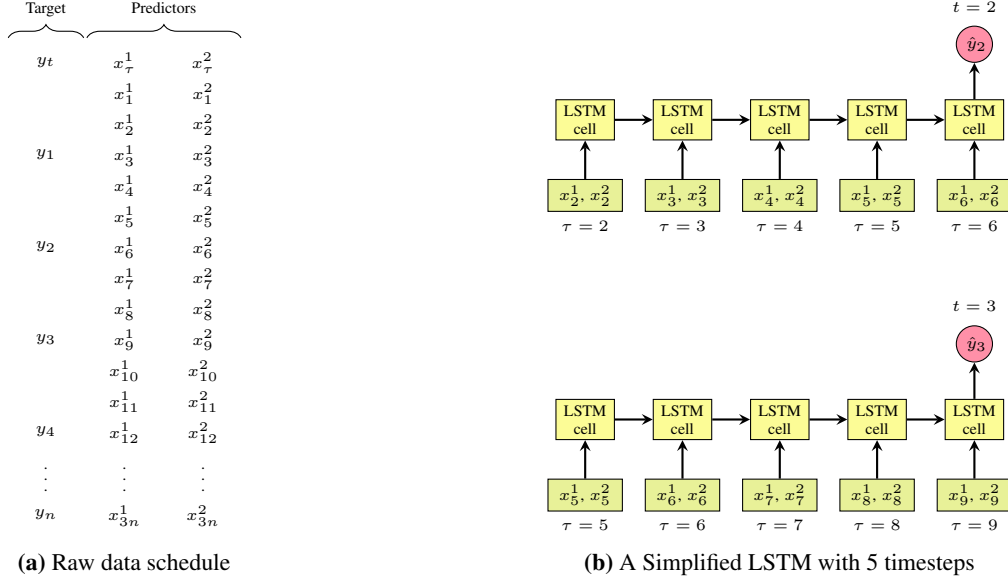 Target Predictors
y_t x^1_τ x^2_τ
x^1_1 x^2_1
x^1_2 x^2_2
y_1 x^1_3 x^2_3
x^1_4 x^2_4
x^1_5 x^2_5
y_2 x^1_6 x^2_6
x^1_7 x^2_7
x^1_8 x^2_8
y_3 x^1_9 x^2_9
x^1_10 x^2_10
x^1_11 x^2_11
y_4 x^1_12 x^2_12
. . .
. . .
. . .
y_n x^1_3n x^2_3n
(a) Raw data schedule
t = 2
ŷ_2
LSTM cell LSTM cell LSTM cell LSTM cell LSTM cell
x^1_2, x^2_2 x^1_3, x^2_3 x^1_4, x^2_4 x^1_5, x^2_5 x^1_6, x^2_6
τ = 2 τ = 3 τ = 4 τ = 5 τ = 6
t = 3
ŷ_3
LSTM cell LSTM cell LSTM cell LSTM cell LSTM cell
x^1_5, x^2_5 x^1_6, x^2_6 x^1_7, x^2_7 x^1_8, x^2_8 x^1_9, x^2_9
τ = 5 τ = 6 τ = 7 τ = 8 τ = 9
(b) A Simplified LSTM with 5 timesteps